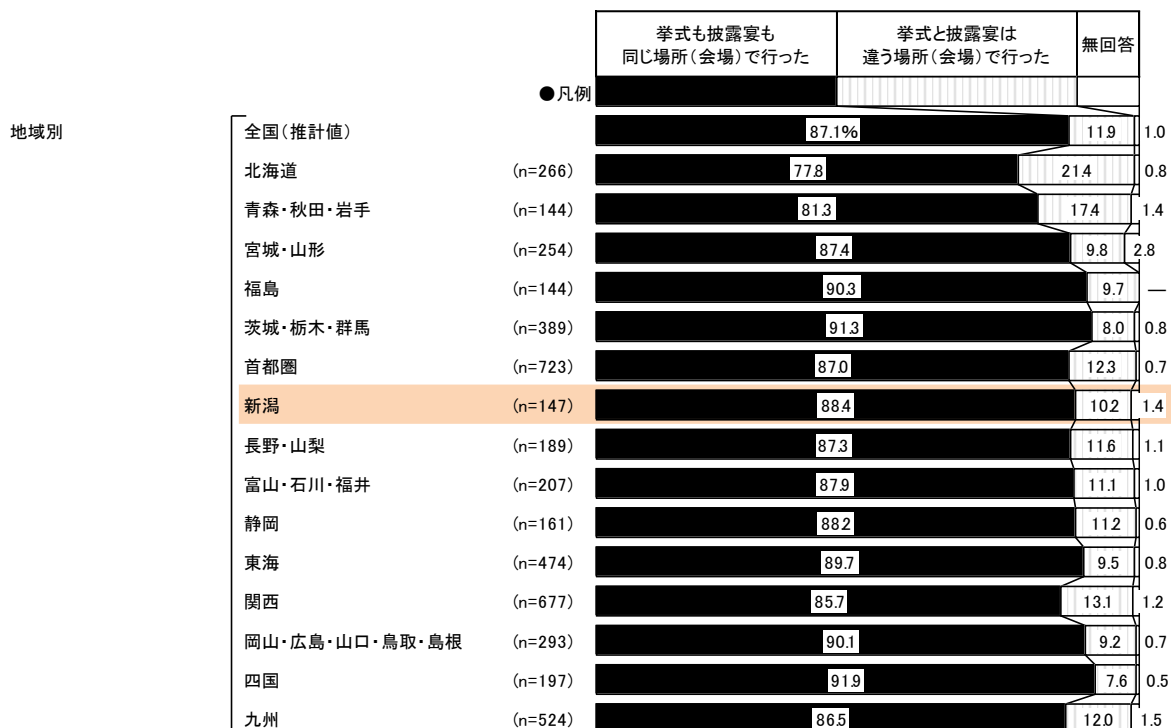 挙式も披露宴も
同じ場所(会場)で行った
挙式と披露宴は
違う場所(会場)で行った
無回答
●凡例
地域別
全国(推計値) 87.1% 11.9 1.0
北海道 (n=266) 77.8 21.4 0.8
青森・秋田・岩手 (n=144) 81.3 17.4 1.4
宮城・山形 (n=254) 87.4 9.8 2.8
福島 (n=144) 90.3 9.7 ―
茨城・栃木・群馬 (n=389) 91.3 8.0 0.8
首都圏 (n=723) 87.0 12.3 0.7
新潟 (n=147) 88.4 10.2 1.4
長野・山梨 (n=189) 87.3 11.6 1.1
富山・石川・福井 (n=207) 87.9 11.1 1.0
静岡 (n=161) 88.2 11.2 0.6
東海 (n=474) 89.7 9.5 0.8
関西 (n=677) 85.7 13.1 1.2
岡山・広島・山口・鳥取・島根 (n=293) 90.1 9.2 0.7
四国 (n=197) 91.9 7.6 0.5
九州 (n=524) 86.5 12.0 1.5